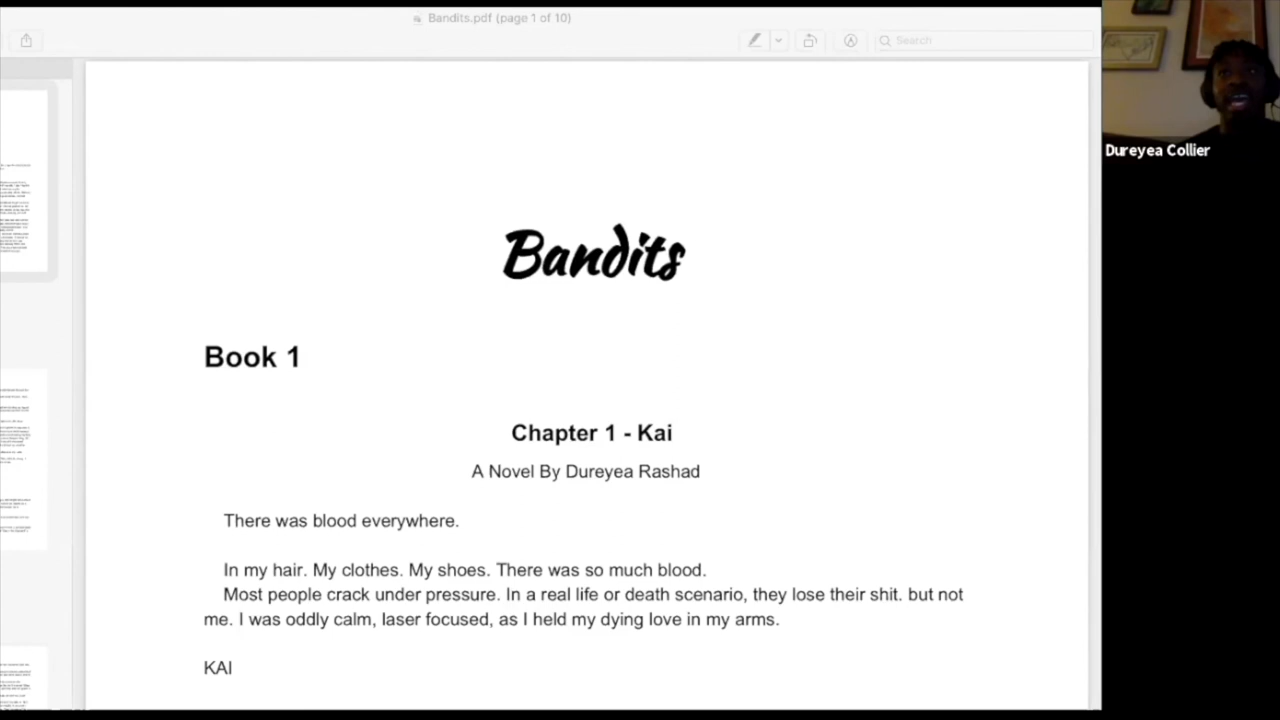 Bandits.pdf (page 1 of 10)
Search
Dureyea Collier
Bandits
Book 1
Chapter 1 - Kai
A Novel By Dureyea Rashad
There was blood everywhere.
In my hair. My clothes. My shoes. There was so much blood.
Most people crack under pressure. In a real life or death scenario, they lose their shit. but not
me. I was oddly calm, laser focused, as I held my dying love in my arms.
KAI